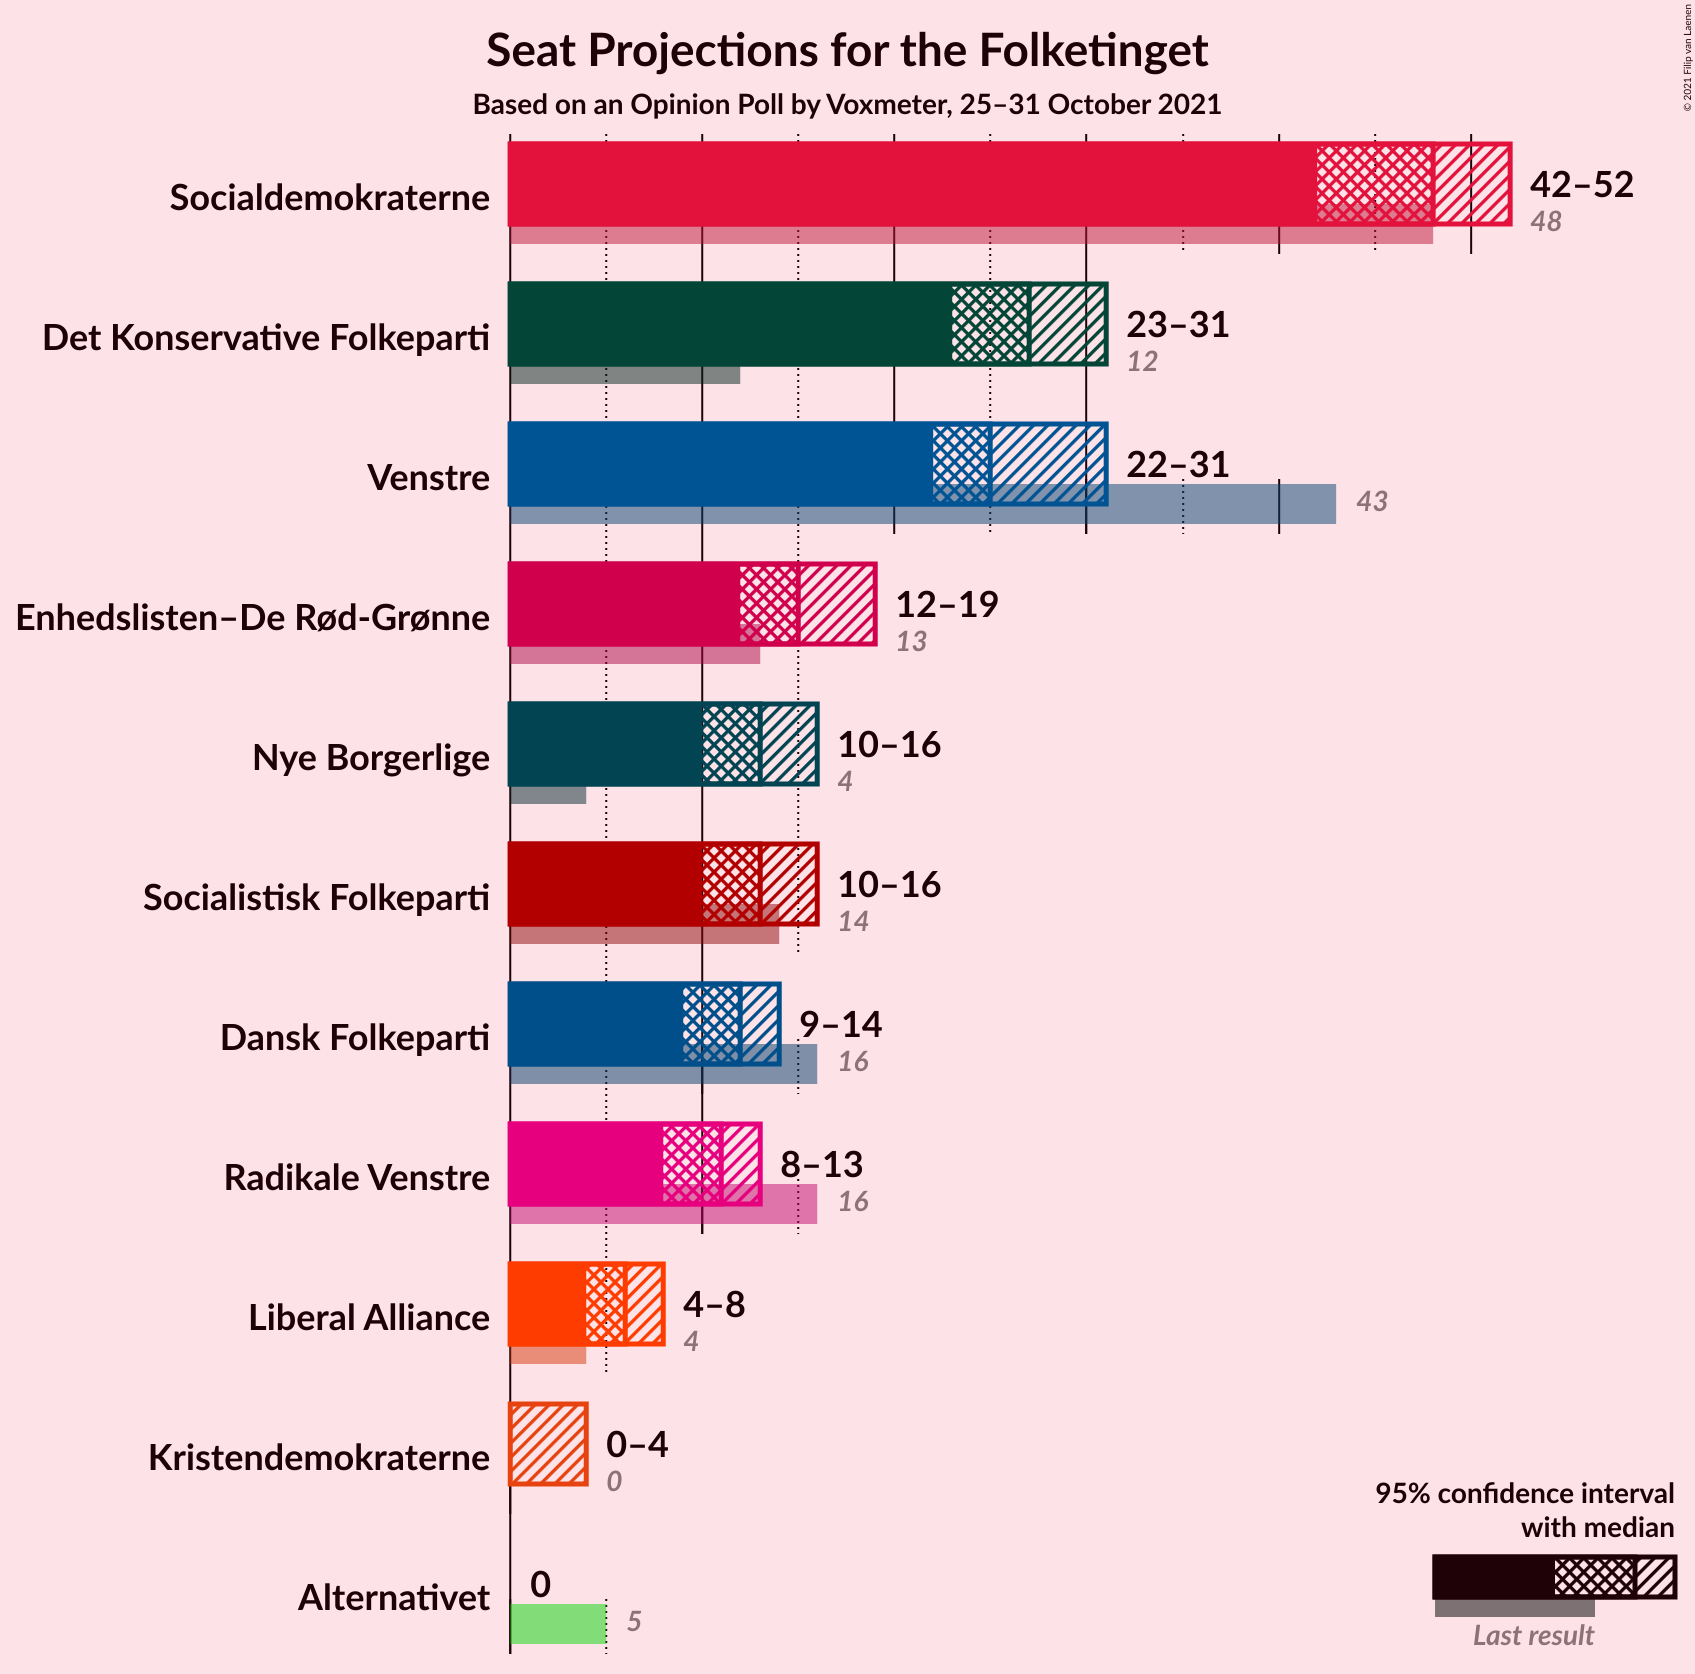 Seat Projections for the Folketinget
Based on an Opinion Poll by Voxmeter, 25–31 October 2021
© 2021 Filip van Laenen
Socialdemokraterne
42–52
48
Det Konservative Folkeparti
23–31
12
Venstre
22–31
43
Enhedslisten–De Rød-Grønne
12–19
13
Nye Borgerlige
10–16
4
Socialistisk Folkeparti
10–16
14
Dansk Folkeparti
9–14
16
Radikale Venstre
8–13
16
Liberal Alliance
4–8
4
Kristendemokraterne
0–4
0
Alternativet
0
5
95% confidence interval
with median
Last result